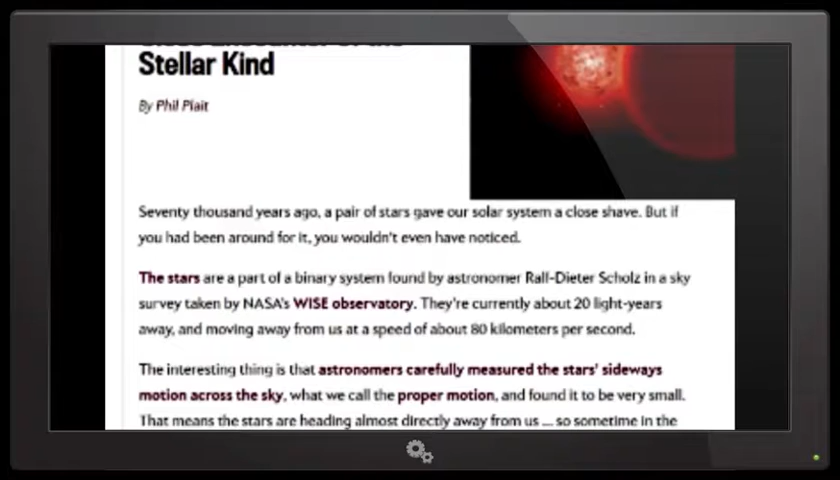 Stellar Kind
By Phil Plait
Seventy thousand years ago, a pair of stars gave our solar system a close shave. But if
you had been around for it, you wouldn't even have noticed.
The stars are a part of a binary system found by astronomer Ralf-Dieter Scholz in a sky
survey taken by NASA's WISE observatory. They're currently about 20 light-years
away, and moving away from us at a speed of about 80 kilometers per second.
The interesting thing is that astronomers carefully measured the stars' sideways
motion across the sky, what we call the proper motion, and found it to be very small.
That means the stars are heading almost directly away from us ... so sometime in the